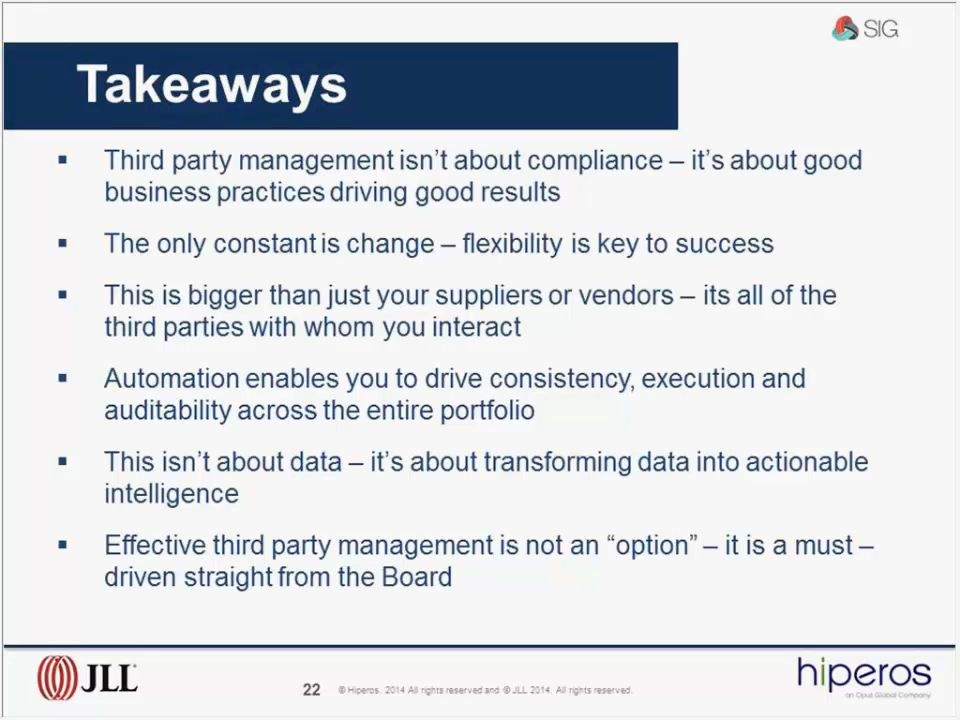 SIG
Takeaways
▪ Third party management isn’t about compliance – it’s about good
business practices driving good results
▪ The only constant is change – flexibility is key to success
▪ This is bigger than just your suppliers or vendors – its all of the
third parties with whom you interact
▪ Automation enables you to drive consistency, execution and
auditability across the entire portfolio
▪ This isn’t about data – it’s about transforming data into actionable
intelligence
▪ Effective third party management is not an “option” – it is a must –
driven straight from the Board
JLL
22
© Hiperos. 2014 All rights reserved and © JLL 2014. All rights reserved.
hiperos
an Opus Global Company